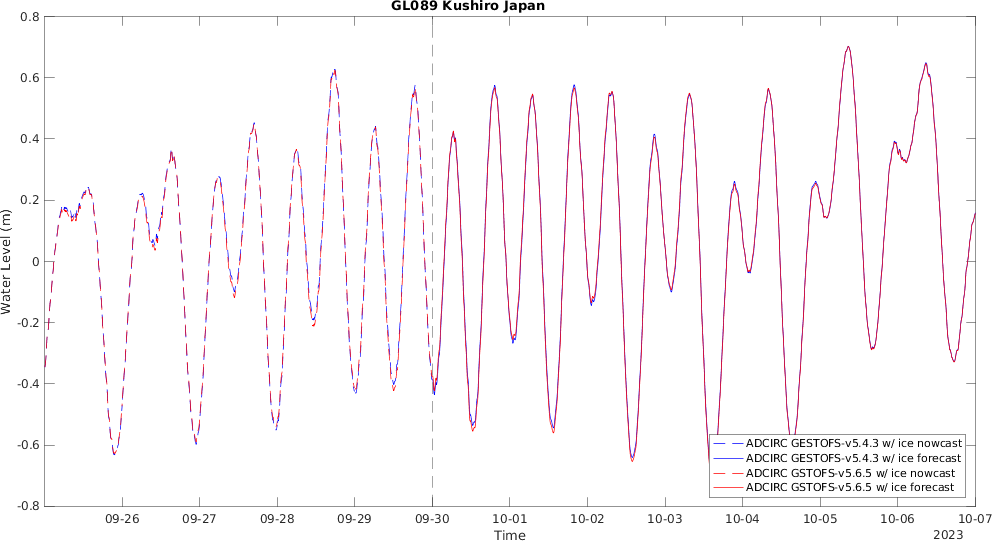 GL089 Kushiro Japan
Water Level (m)
0.8
0.6
0.4
0.2
0
-0.2
-0.4
-0.6
-0.8
ADCIRC GESTOFS-v5.4.3 w/ ice nowcast
ADCIRC GESTOFS-v5.4.3 w/ ice forecast
ADCIRC GSTOFS-v5.6.5 w/ ice nowcast
ADCIRC GSTOFS-v5.6.5 w/ ice forecast
09-26 09-27 09-28 09-29 09-30 10-01 10-02 10-03 10-04 10-05 10-06 10-07
Time
2023